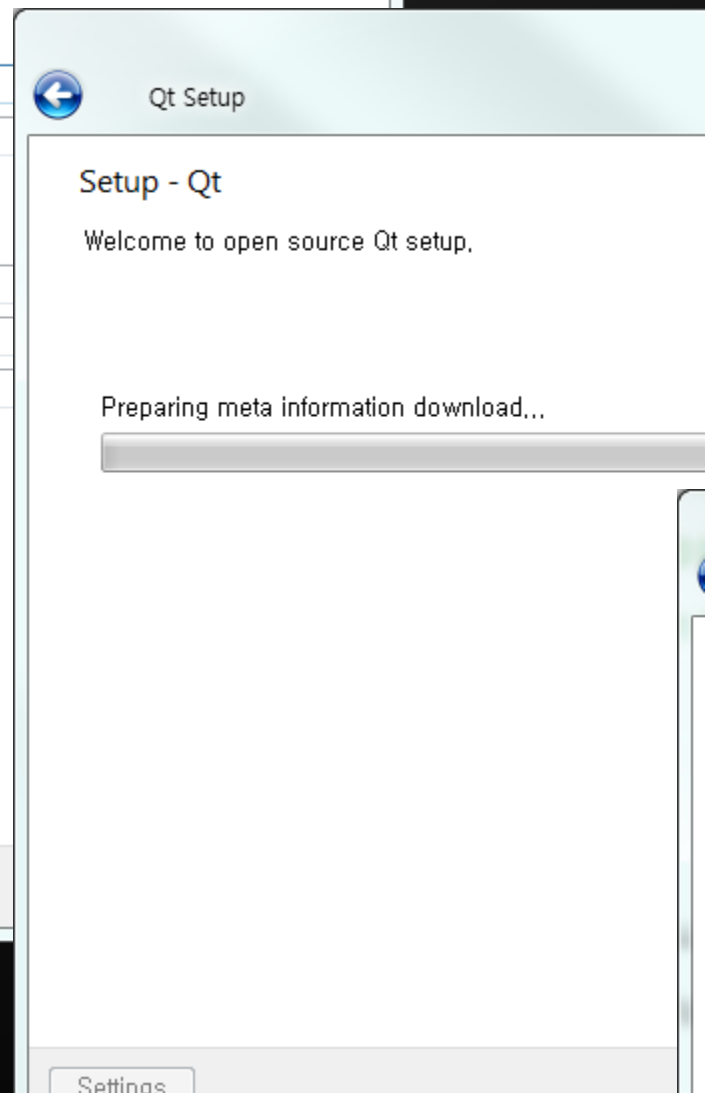 Qt Setup
Setup - Qt
Welcome to open source Qt setup.
Preparing meta information download...
Settings